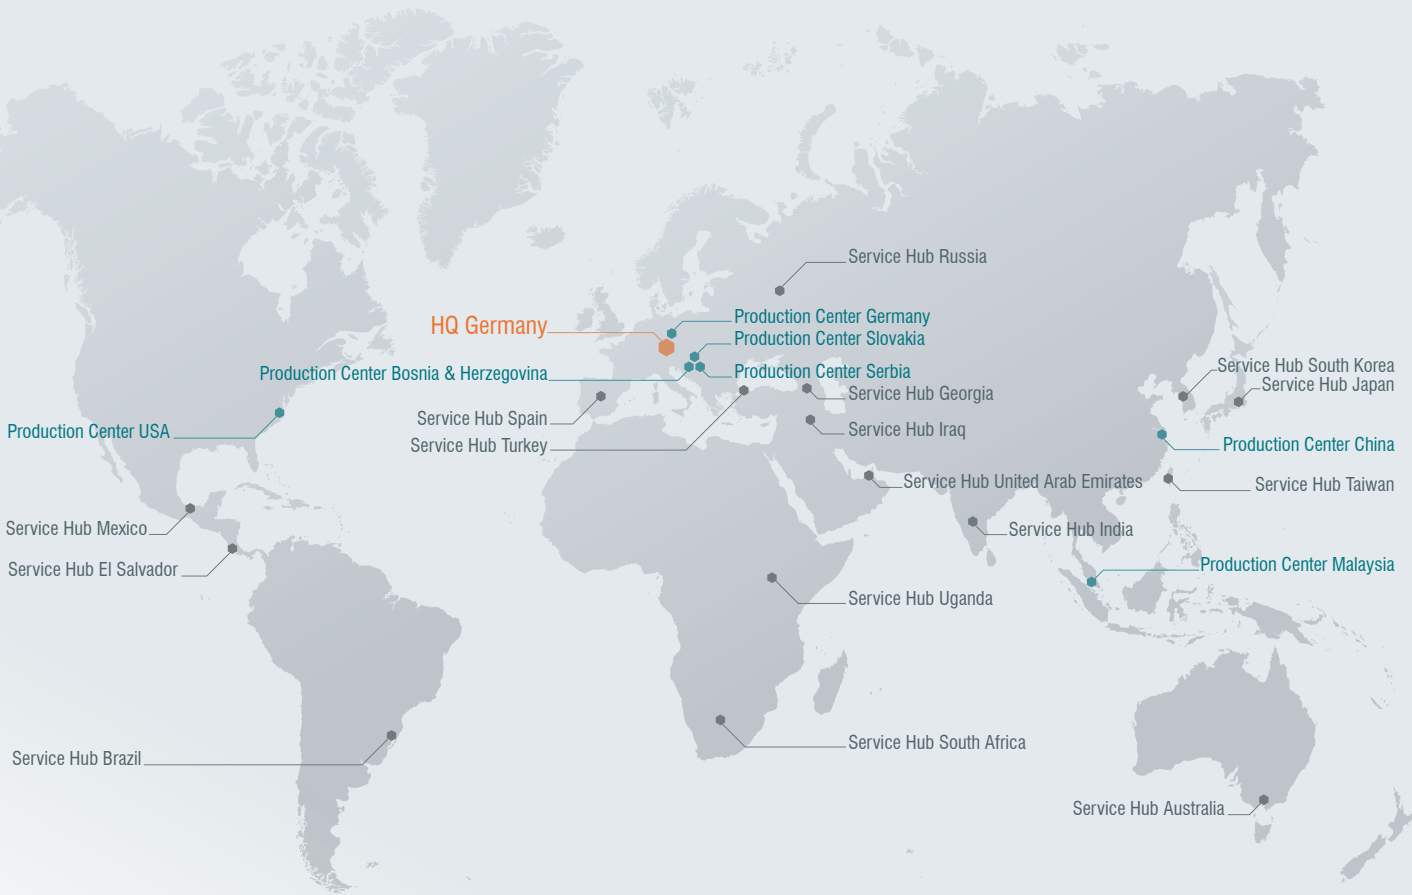 Service Hub Russia
HQ Germany
Production Center Germany
Production Center Slovakia
Production Center Bosnia & Herzegovina
Production Center Serbia
Service Hub South Korea
Service Hub Japan
Service Hub Georgia
Service Hub Spain
Service Hub Iraq
Production Center USA
Service Hub Turkey
Production Center China
Service Hub United Arab Emirates
Service Hub Taiwan
Service Hub Mexico
Service Hub India
Service Hub El Salvador
Production Center Malaysia
Service Hub Uganda
Service Hub South Africa
Service Hub Brazil
Service Hub Australia